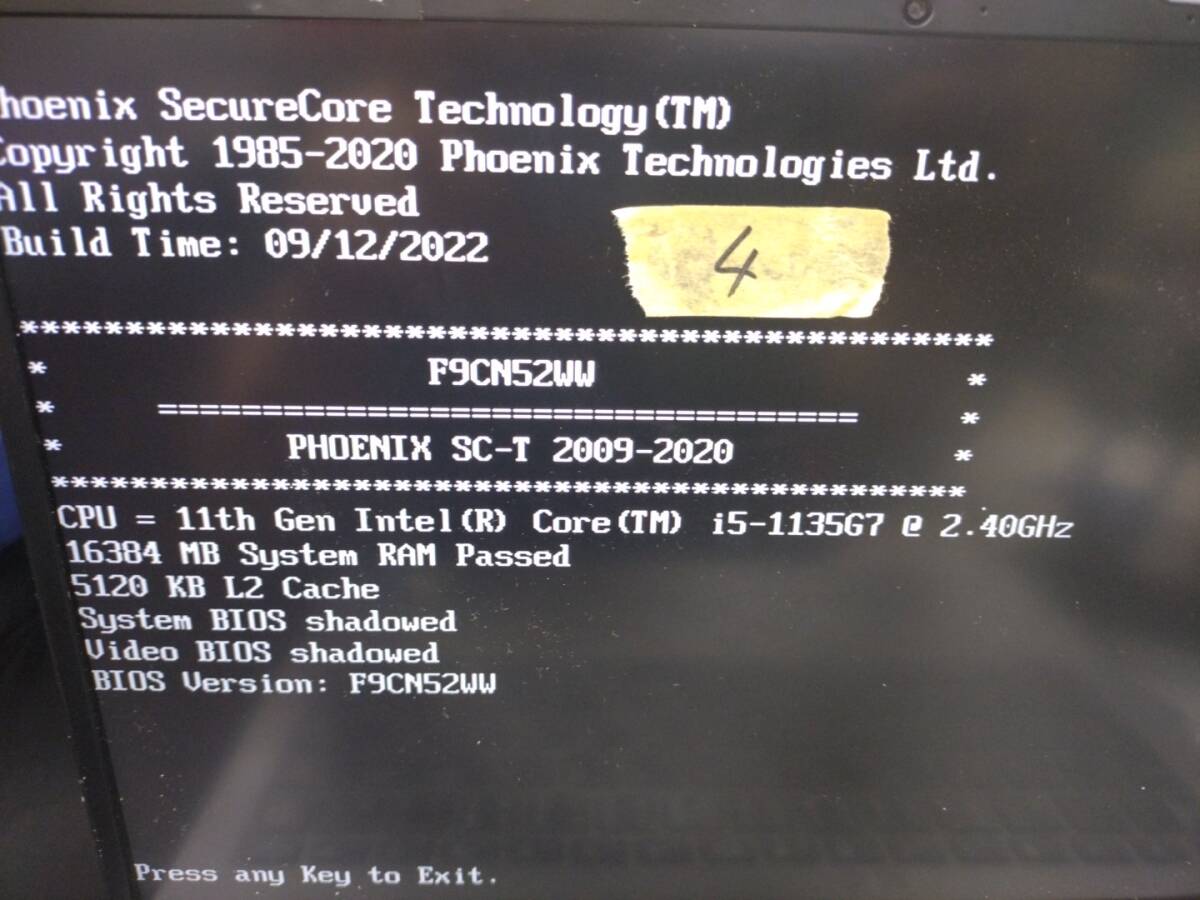 hoenix SecureCore Technology(TM)
Copyright 1985-2020 Phoenix Technologies Ltd.
All Rights Reserved
Build Time: 09/12/2022
4
***********************************************
* F9CN52WW *
* ================================== *
* PHOENIX SC-T 2009-2020 *
***********************************************
CPU = 11th Gen Intel(R) Core(TM) i5-1135G7 @ 2.40GHz
16384 MB System RAM Passed
5120 KB L2 Cache
System BIOS shadowed
Video BIOS shadowed
BIOS Version: F9CN52WW
Press any Key to Exit.